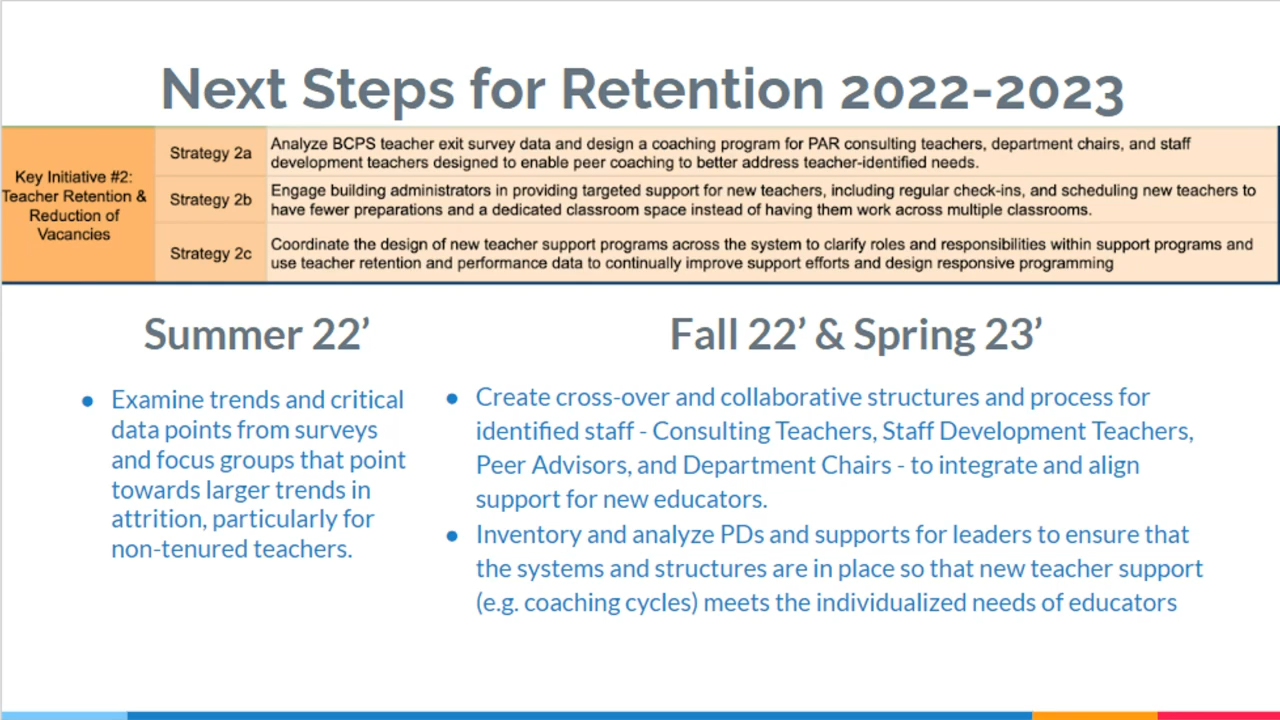 Next Steps for Retention 2022-2023
Key Initiative #2:
Teacher Retention &
Reduction of
Vacancies
Strategy 2a
Analyze BCPS teacher exit survey data and design a coaching program for PAR consulting teachers, department chairs, and staff
development teachers designed to enable peer coaching to better address teacher-identified needs.
Strategy 2b
Engage building administrators in providing targeted support for new teachers, including regular check-ins, and scheduling new teachers to
have fewer preparations and a dedicated classroom space instead of having them work across multiple classrooms.
Strategy 2c
Coordinate the design of new teacher support programs across the system to clarify roles and responsibilities within support programs and
use teacher retention and performance data to continually improve support efforts and design responsive programming
Summer 22’
● Examine trends and critical
data points from surveys
and focus groups that point
towards larger trends in
attrition, particularly for
non-tenured teachers.
Fall 22’ & Spring 23’
● Create cross-over and collaborative structures and process for
identified staff - Consulting Teachers, Staff Development Teachers,
Peer Advisors, and Department Chairs - to integrate and align
support for new educators.
● Inventory and analyze PDs and supports for leaders to ensure that
the systems and structures are in place so that new teacher support
(e.g. coaching cycles) meets the individualized needs of educators